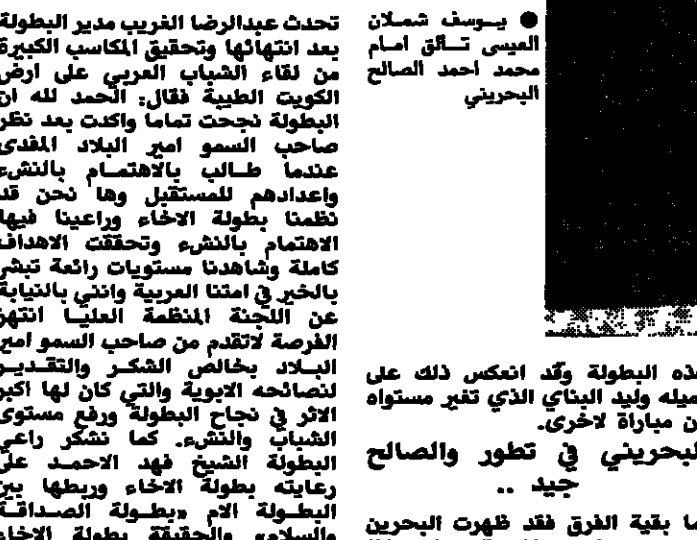 ● يوسف شملان
العيسى تألق امام
محمد احمد الصالح
البحريني
هذه البطولة وقد انعكس ذلك على
وليد البناي الذي تغير مستواه
من مباراة لاخرى.
البحريني في تطور والصالح
جيد ..
بقية الفرق فقد ظهرت البحرين
تحدث عبدالرضا الغريب مدير البطولة
بعد انتهائها وتحقيق المكاسب الكبيرة
من لقاء الشباب العربي على ارض
الكويت الطيبة فقال: الحمد لله ان
البطولة نجحت تماما واكدت بعد نظر
صاحب السمو امير البلاد المفدى
عندما طالب بالاهتمام بالنشء
واعدادهم للمستقبل وها نحن قد
نظمنا بطولة الاخاء وراعينا فيها
الاهتمام بالنشء وتحققت الاهداف
كاملة وشاهدنا مستويات رائعة تبشر
بالخير في امتنا العربية وانني بالنيابة
عن اللجنة المنظمة العليا انتهز
الفرصة لاتقدم من صاحب السمو امير
البلاد بخالص الشكر والتقدير
لنصائحه الابوية والتي كان لها اكبر
الاثر في نجاح البطولة ورفع مستوى
الشباب والنشء. كما نشكر راعي
البطولة الشيخ فهد الاحمد على
رعايته بطولة الاخاء وربطها بين
البطولة الام «بطولة الصداقة
والسلام» والحقيقة بطولة الاخاء